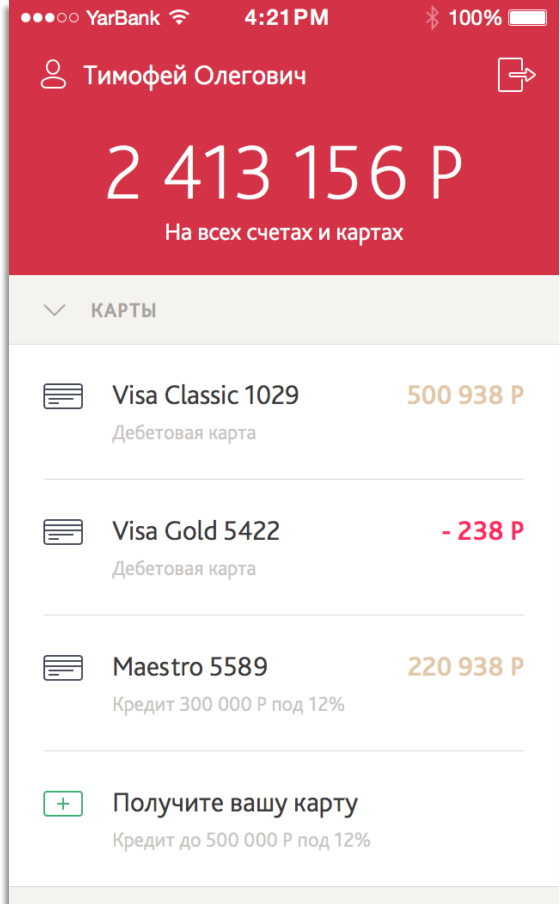 YarBank 4:21PM 100%
Тимофей Олегович
2 413 156 Р
На всех счетах и картах
КАРТЫ
Visa Classic 1029 500 938 Р
Дебетовая карта
Visa Gold 5422 - 238 Р
Дебетовая карта
Maestro 5589 220 938 Р
Кредит 300 000 Р под 12%
Получите вашу карту
Кредит до 500 000 Р под 12%